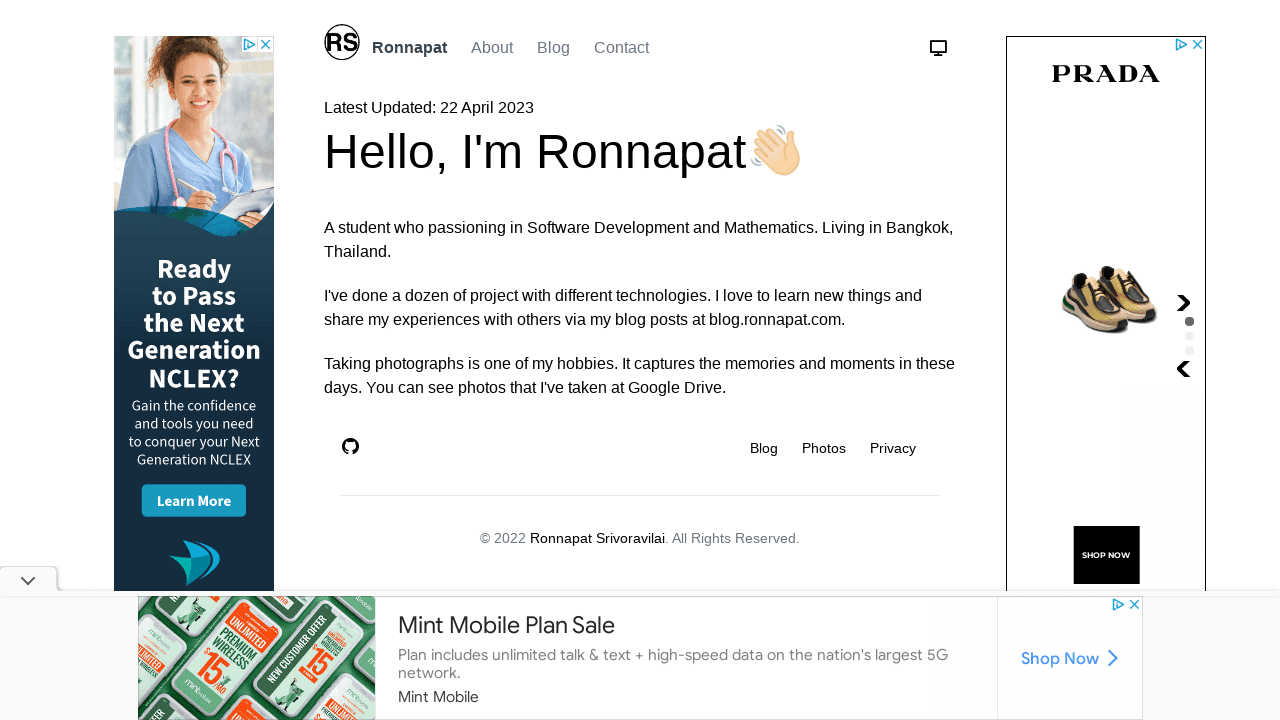 RS
Ronnapat About Blog Contact
Latest Updated: 22 April 2023
Hello, I'm Ronnapat
A student who passioning in Software Development and Mathematics. Living in Bangkok,
Thailand.
I've done a dozen of project with different technologies. I love to learn new things and
share my experiences with others via my blog posts at blog.ronnapat.com.
Taking photographs is one of my hobbies. It captures the memories and moments in these
days. You can see photos that I've taken at Google Drive.
Blog Photos Privacy
© 2022 Ronnapat Srivoravilai. All Rights Reserved.
Ready
to Pass
the Next
Generation
NCLEX?
Gain the confidence
and tools you need
to conquer your Next
Generation NCLEX
Learn More
PRADA
SHOP NOW
UNLIMITED
PREMIUM
WIRELESS
$15
NEW CUSTOMER OFFER
Mint Mobile Plan Sale
Plan includes unlimited talk & text + high-speed data on the nation's largest 5G
network.
Mint Mobile
Shop Now